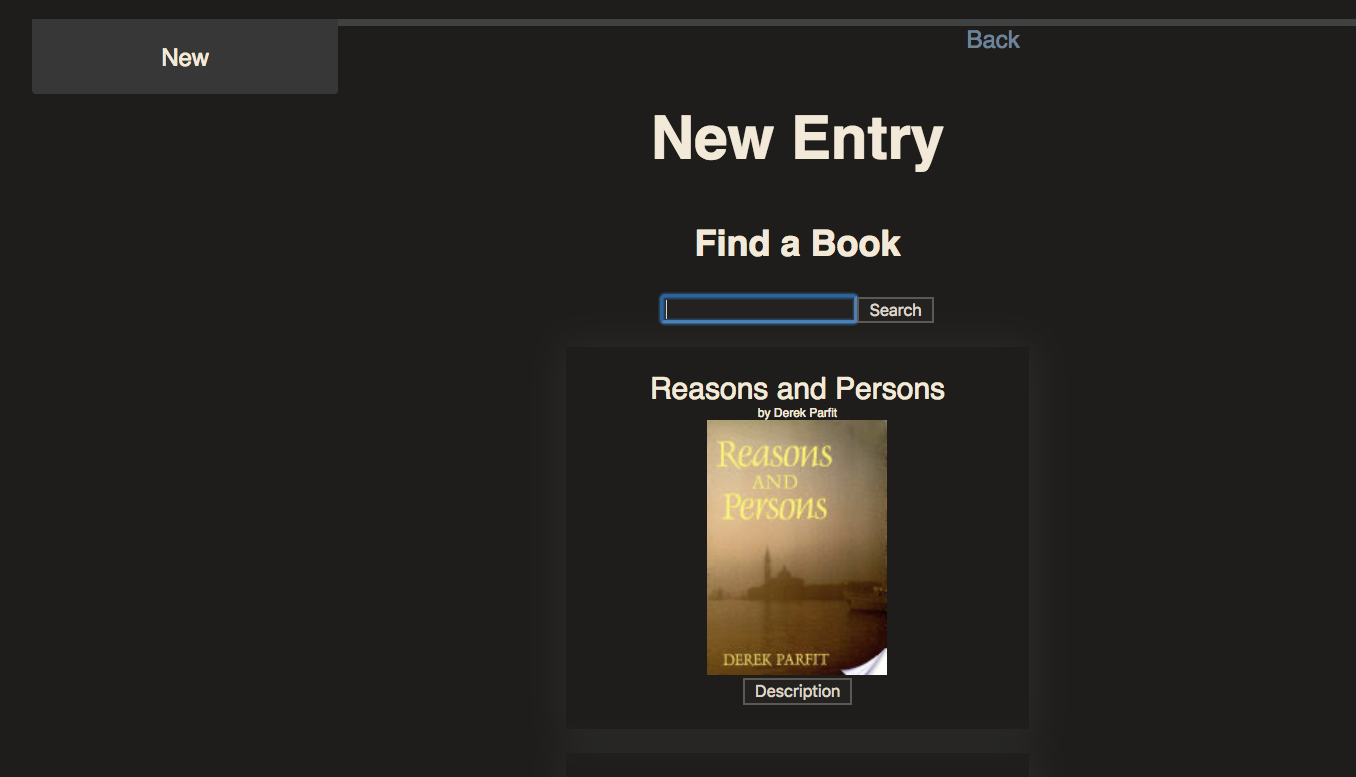 New
Back
New Entry
Find a Book
Search
Reasons and Persons
by Derek Parfit
Reasons
AND
Persons
DEREK PARFIT
Description